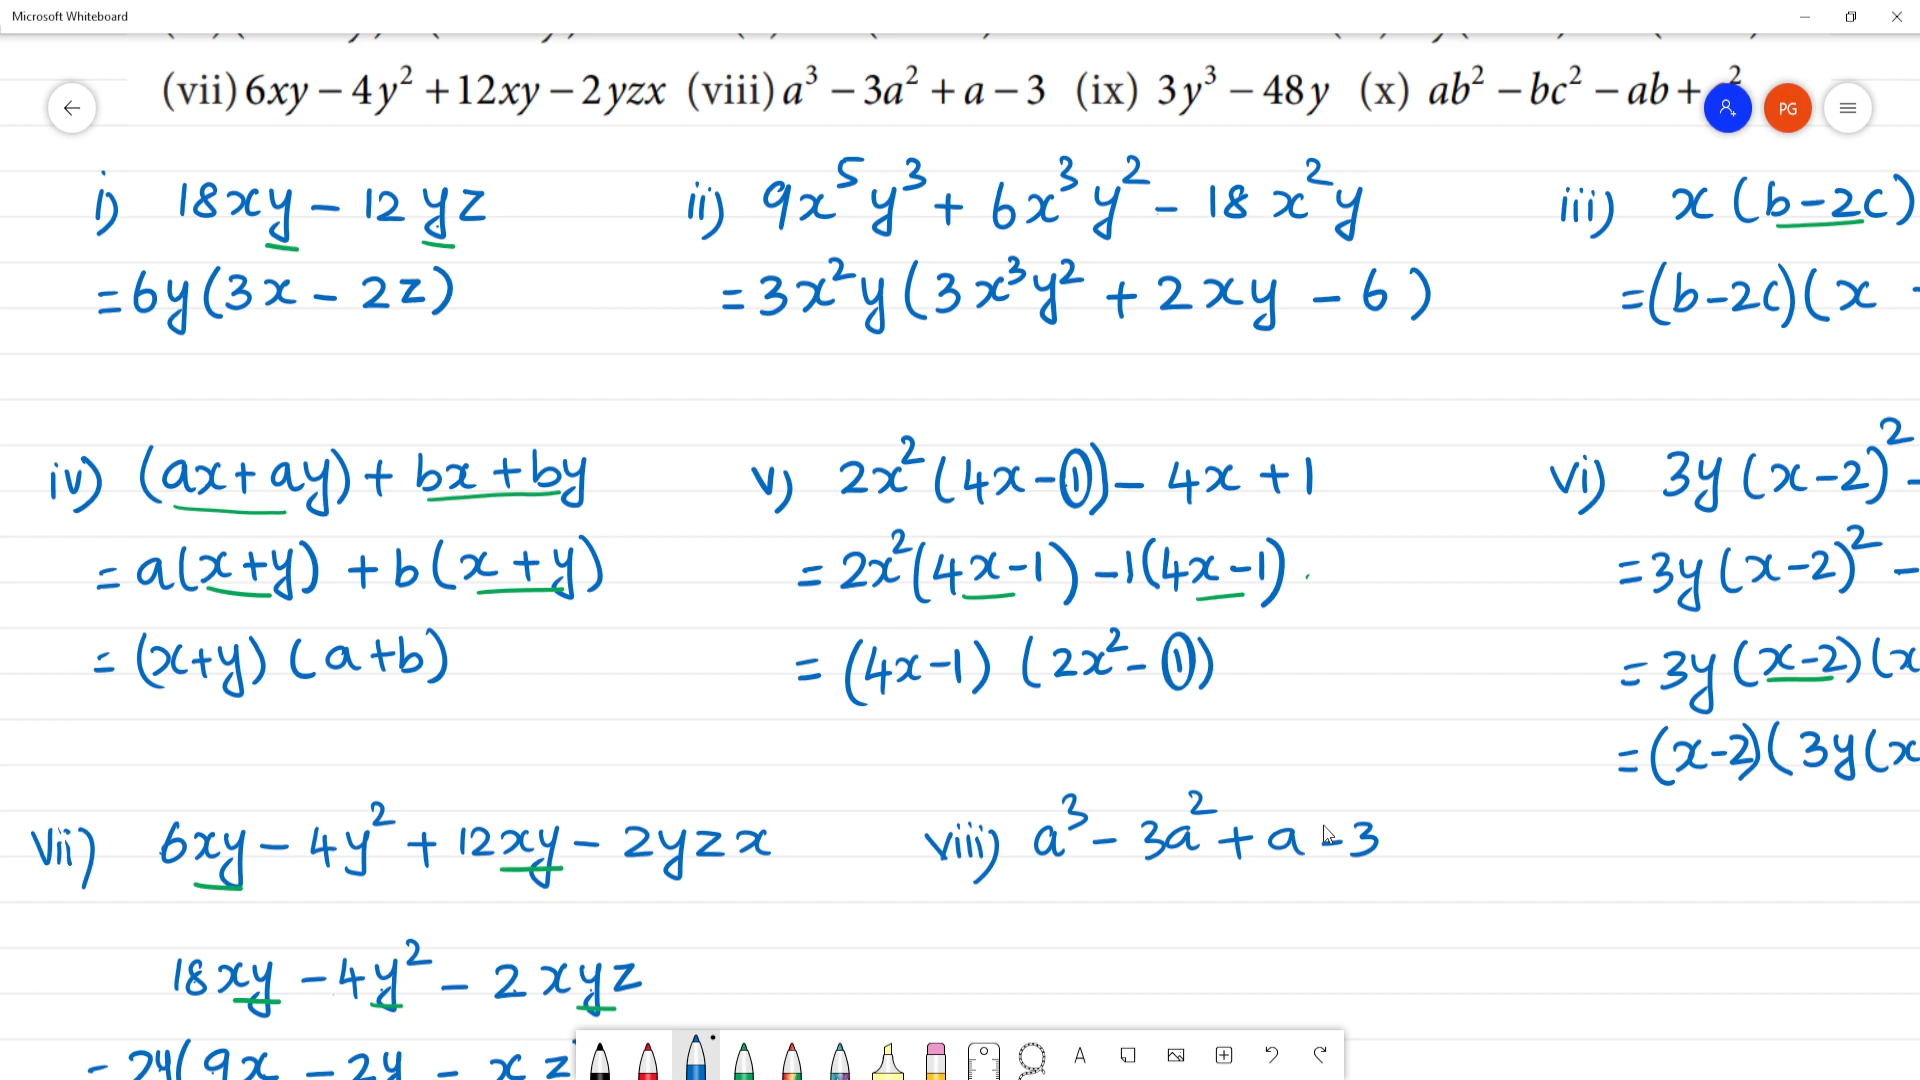 Microsoft Whiteboard
(vii) 6xy − 4y² + 12xy − 2yzx (viii) a³ − 3a² + a − 3 (ix) 3y³ − 48y (x) ab² − bc² − ab + ²
PG
i) 18xy − 12yz
= 6y(3x − 2z)
ii) 9x⁵y³ + 6x³y² − 18x²y
= 3x²y(3x³y² + 2xy − 6)
iii) x(b−2c)
= (b−2c)(x
iv) (ax+ay) + bx + by
= a(x+y) + b(x+y)
= (x+y)(a+b)
v) 2x²(4x−1) − 4x + 1
= 2x²(4x−1) −1(4x−1)
= (4x−1)(2x²−1)
vi) 3y(x−2)² −
= 3y(x−2)² −
= 3y(x−2)(x
= (x−2)(3y(x
vii) 6xy − 4y² + 12xy − 2yzx
18xy − 4y² − 2xyz
viii) a³ − 3a² + a − 3
A